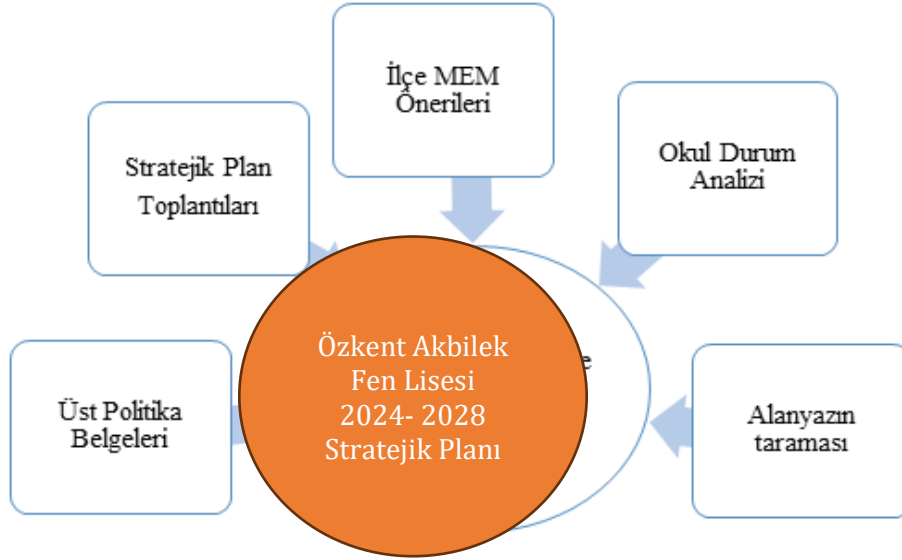 İlçe MEM
Önerileri
Stratejik Plan
Toplantıları
Okul Durum
Analizi
Özkent Akbilek
Fen Lisesi
2024- 2028
Stratejik Planı
Üst Politika
Belgeleri
Alanyazın
taraması